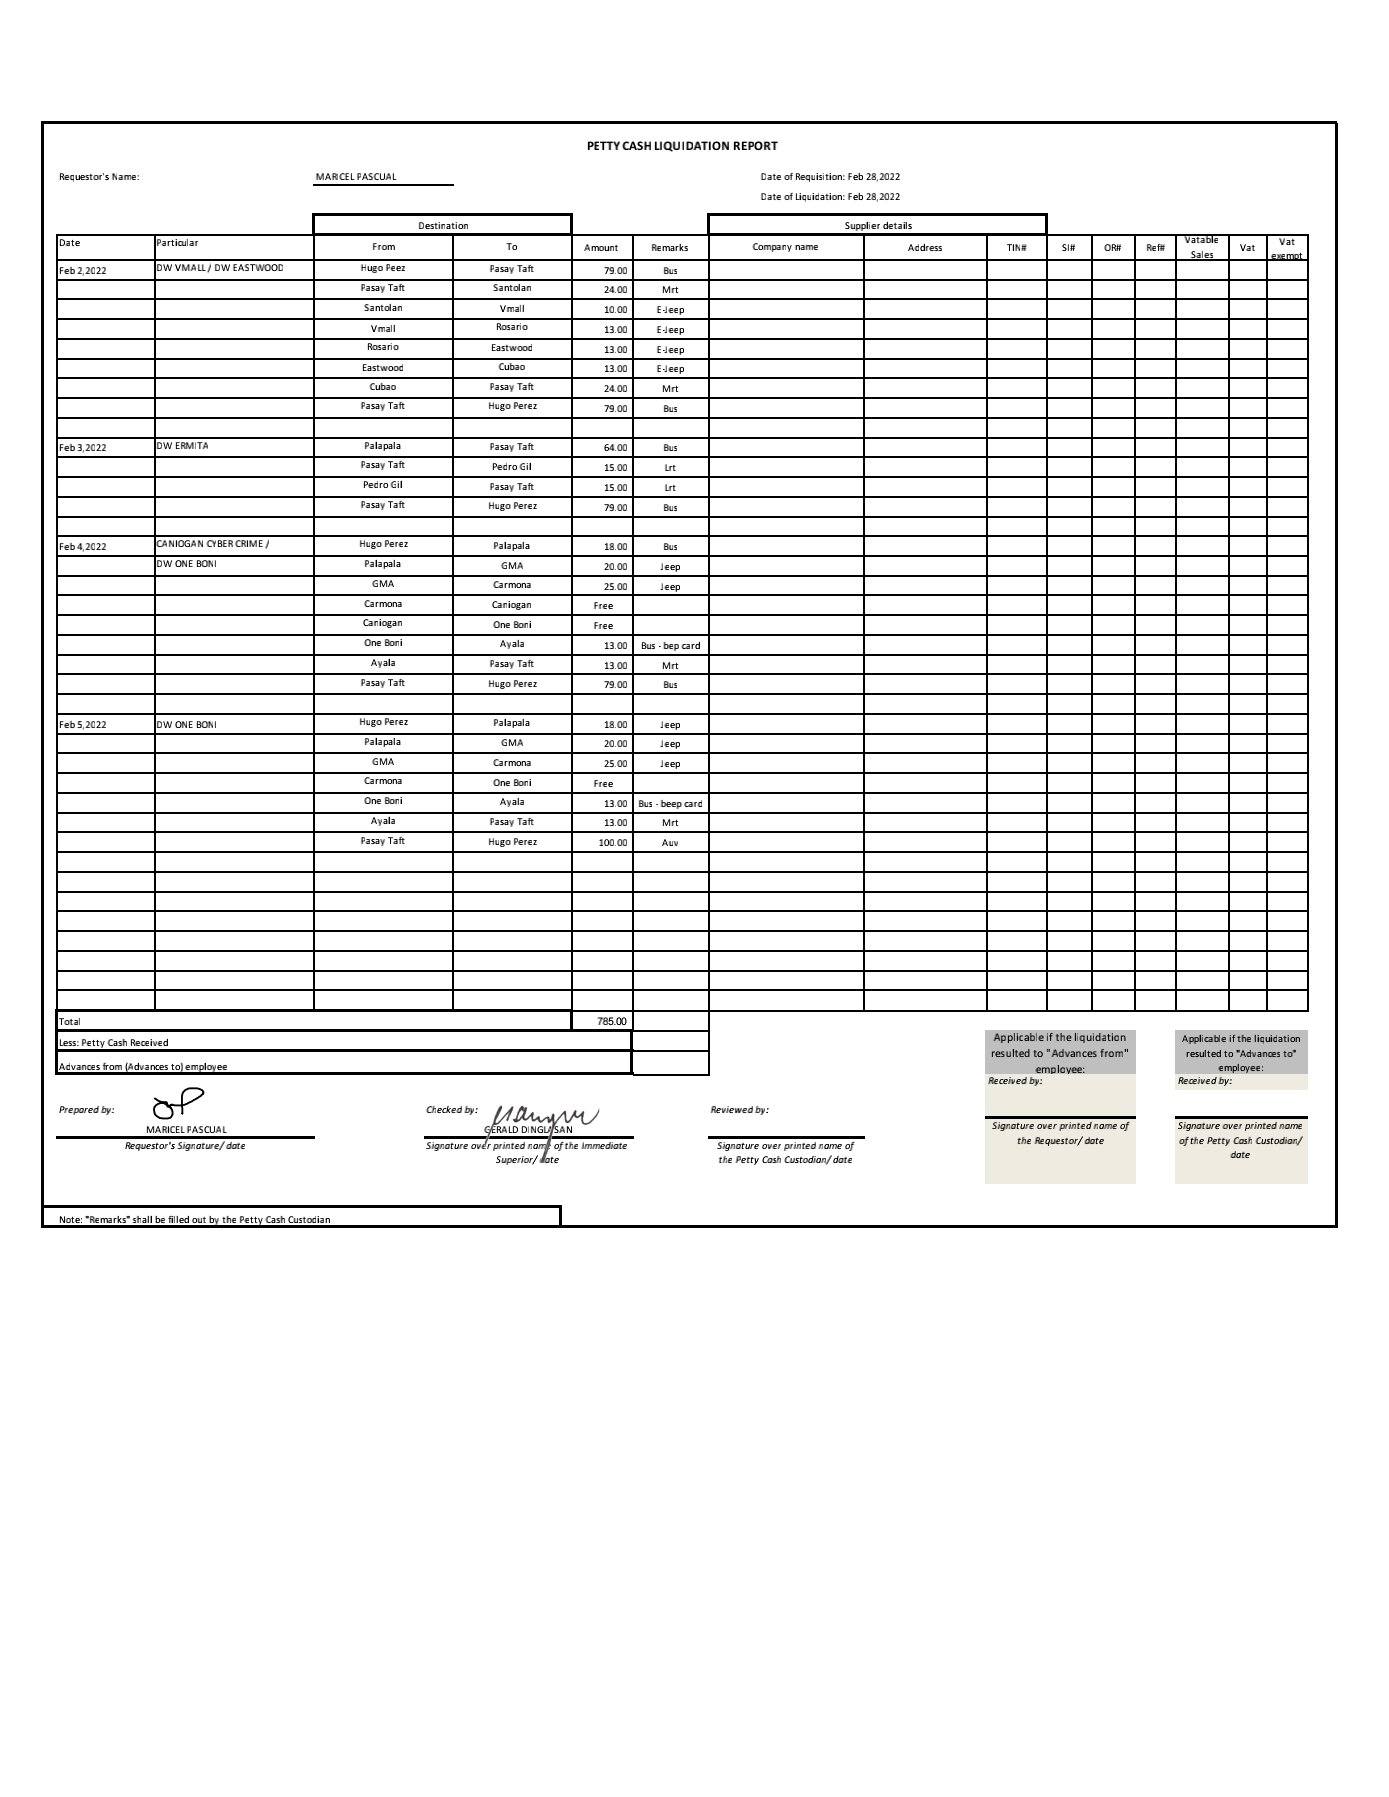 PETTY CASH LIQUIDATION REPORT
Requestor's Name: MARICEL PASCUAL Date of Requisition: Feb 28,2022
Date of Liquidation: Feb 28,2022
Destination Supplier details
Date Particular From To Amount Remarks Company name Address TIN# SI# OR# Ref# Vatable Sales Vat Vat exempt
Feb 2,2022 DW VMALL / DW EASTWOOD Hugo Peez Pasay Taft 79.00 Bus
Pasay Taft Santolan 24.00 Mrt
Santolan Vmall 10.00 E-Jeep
Vmall Rosario 13.00 E-Jeep
Rosario Eastwood 13.00 E-Jeep
Eastwood Cubao 13.00 E-Jeep
Cubao Pasay Taft 24.00 Mrt
Pasay Taft Hugo Perez 79.00 Bus
Feb 3,2022 DW ERMITA Palapala Pasay Taft 64.00 Bus
Pasay Taft Pedro Gil 15.00 Lrt
Pedro Gil Pasay Taft 15.00 Lrt
Pasay Taft Hugo Perez 79.00 Bus
Feb 4,2022 CANIOGAN CYBER CRIME / Hugo Perez Palapala 18.00 Bus
DW ONE BONI Palapala GMA 20.00 Jeep
GMA Carmona 25.00 Jeep
Carmona Caniogan Free
Caniogan One Boni Free
One Boni Ayala 13.00 Bus - bep card
Ayala Pasay Taft 13.00 Mrt
Pasay Taft Hugo Perez 79.00 Bus
Feb 5,2022 DW ONE BONI Hugo Perez Palapala 18.00 Jeep
Palapala GMA 20.00 Jeep
GMA Carmona 25.00 Jeep
Carmona One Boni Free
One Boni Ayala 13.00 Bus - beep card
Ayala Pasay Taft 13.00 Mrt
Pasay Taft Hugo Perez 100.00 Auv
Total 785.00
Less: Petty Cash Received
Advances from (Advances to) employee
Applicable if the liquidation
resulted to "Advances from"
employee:
Received by:
Signature over printed name of
the Requestor/ date
Applicable if the liquidation
resulted to "Advances to"
employee:
Received by:
Signature over printed name
of the Petty Cash Custodian/
date
Prepared by:
MARICEL PASCUAL
Requestor's Signature/ date
Checked by:
GERALD DINGLASAN
Signature over printed name of the Immediate
Superior/ date
Reviewed by:
Signature over printed name of
the Petty Cash Custodian/ date
Note: "Remarks" shall be filled out by the Petty Cash Custodian